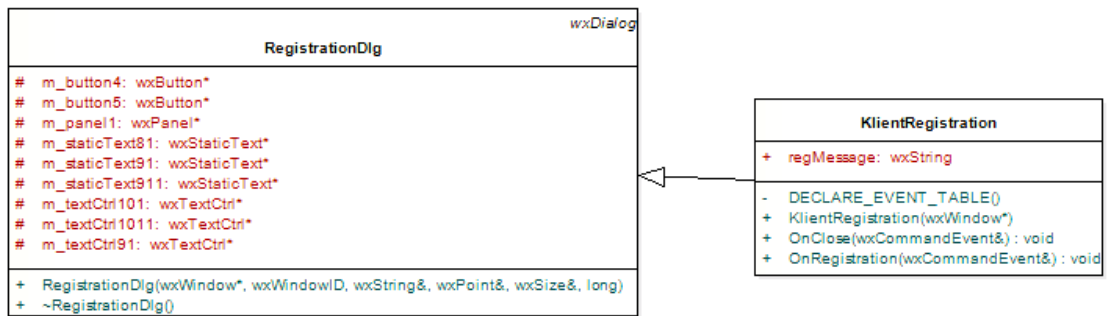 wxDialog
RegistrationDlg
# m_button4: wxButton*
# m_button5: wxButton*
# m_panel1: wxPanel*
# m_staticText81: wxStaticText*
# m_staticText91: wxStaticText*
# m_staticText911: wxStaticText*
# m_textCtrl101: wxTextCtrl*
# m_textCtrl1011: wxTextCtrl*
# m_textCtrl91: wxTextCtrl*
+ RegistrationDlg(wxWindow*, wxWindowID, wxString&, wxPoint&, wxSize&, long)
+ ~RegistrationDlg()
KlientRegistration
+ regMessage: wxString
- DECLARE_EVENT_TABLE()
+ KlientRegistration(wxWindow*)
+ OnClose(wxCommandEvent&) : void
+ OnRegistration(wxCommandEvent&) : void